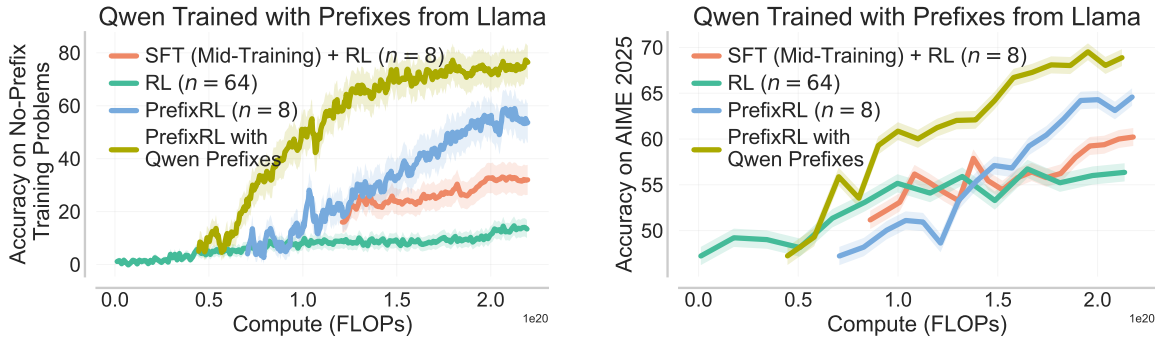 Qwen Trained with Prefixes from Llama
Accuracy on No-Prefix
Training Problems
80
60
40
20
0
SFT (Mid-Training) + RL (n = 8)
RL (n = 64)
PrefixRL (n = 8)
PrefixRL with
Qwen Prefixes
0.0
0.5
1.0
1.5
2.0
1e20
Compute (FLOPs)
Qwen Trained with Prefixes from Llama
Accuracy on AIME 2025
70
65
60
55
50
SFT (Mid-Training) + RL (n = 8)
RL (n = 64)
PrefixRL (n = 8)
PrefixRL with
Qwen Prefixes
0.0
0.5
1.0
1.5
2.0
1e20
Compute (FLOPs)